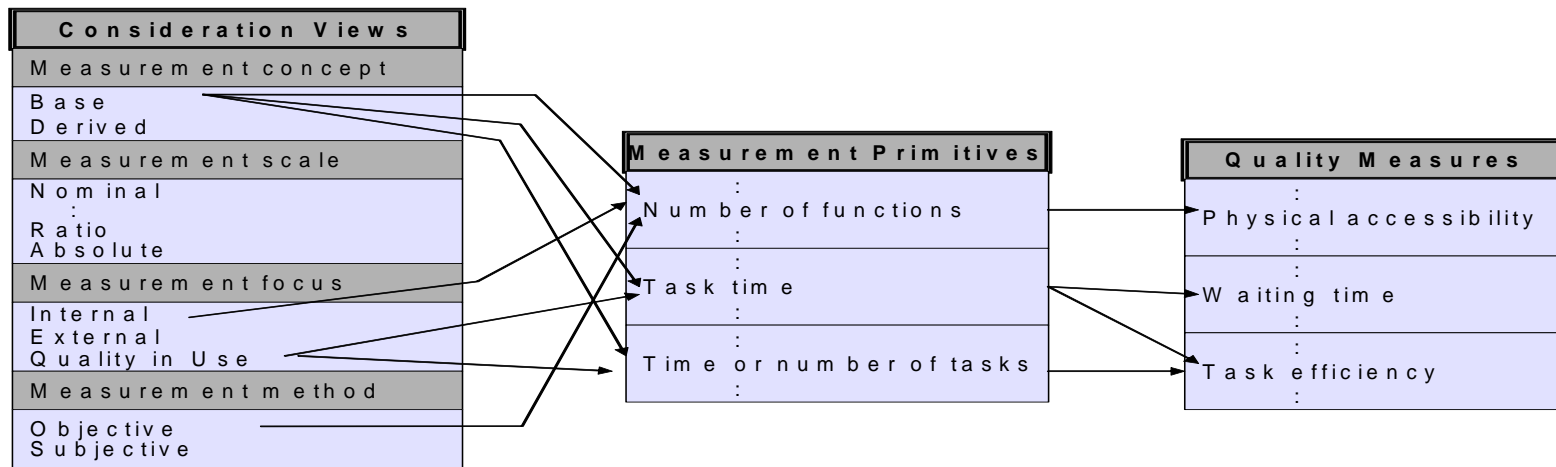 Consideration Views
Measurement concept
Base
Derived
Measurement scale
Nominal
:
Ratio
Absolute
Measurement focus
Internal
External
Quality in Use
Measurement method
Objective
Subjective
Measurement Primitives
:
Number of functions
:
:
Task time
:
:
Time or number of tasks
:
Quality Measures
:
Physical accessibility
:
:
Waiting time
:
:
Task efficiency
: